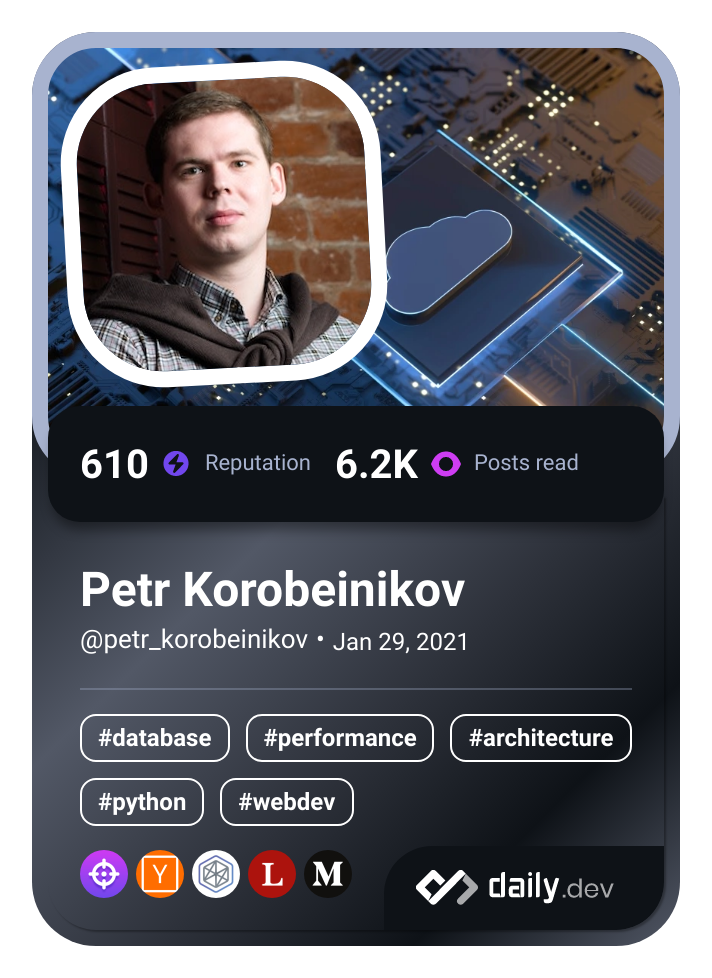 610 Reputation 6.2K Posts read
Petr Korobeinikov
@petr_korobeinikov • Jan 29, 2021
#database #performance #architecture
#python #webdev
Y L M
daily.dev